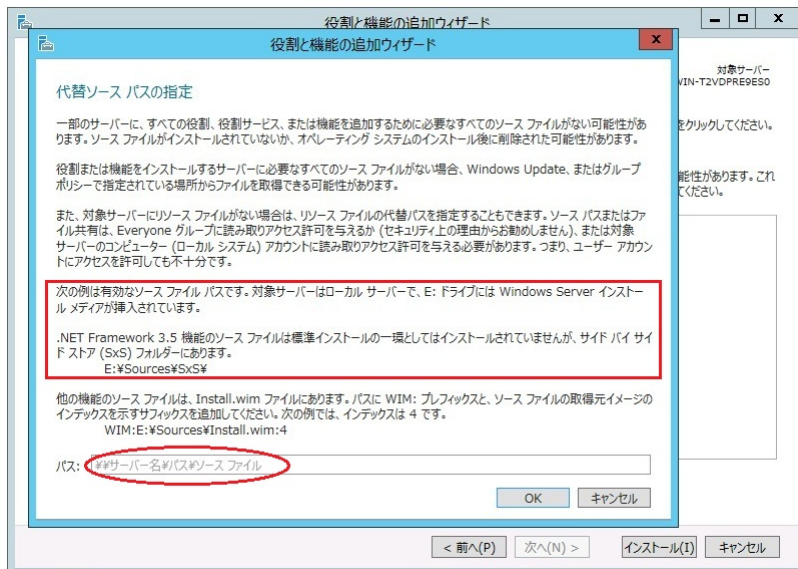 役割と機能の追加ウィザード
x
役割と機能の追加ウィザード
x
対象サーバー
WIN-T2VDPRE9ES0
代替ソース パスの指定
一部のサーバーに、すべての役割、役割サービス、または機能を追加するために必要なすべてのソース ファイルがない可能性があ
ります。ソース ファイルがインストールされていないか、オペレーティング システムのインストール後に削除された可能性があります。
をクリックしてください。
役割または機能をインストールするサーバーに必要なすべてのソース ファイルがない場合、Windows Update、またはグループ
ポリシーで指定されている場所からファイルを取得できる可能性があります。
能性があります。これ
てください。
また、対象サーバーにリソース ファイルがない場合は、リソース ファイルの代替パスを指定することもできます。ソース パスまたはファ
イル共有は、Everyone グループに読み取りアクセス許可を与えるか (セキュリティ上の理由からお勧めしません)、または対象
サーバーのコンピューター (ローカル システム) アカウントに読み取りアクセス許可を与える必要があります。つまり、ユーザー アカウン
トにアクセスを許可しても不十分です。
次の例は有効なソース ファイル パスです。対象サーバーはローカル サーバーで、E: ドライブには Windows Server インストー
ル メディアが挿入されています。
.NET Framework 3.5 機能のソース ファイルは標準インストールの一環としてはインストールされていませんが、サイド バイ サイ
ド ストア (SxS) フォルダーにあります。
E:¥Sources¥SxS¥
他の機能のソース ファイルは、Install.wim ファイルにあります。パスに WIM: プレフィックスと、ソース ファイルの取得元イメージの
インデックスを示すサフィックスを追加してください。次の例では、インデックスは 4 です。
WIM:E:¥Sources¥Install.wim:4
パス: ¥¥サーバー名¥パス¥ソース ファイル
OK キャンセル
< 前へ(P) 次へ(N) > インストール(I) キャンセル